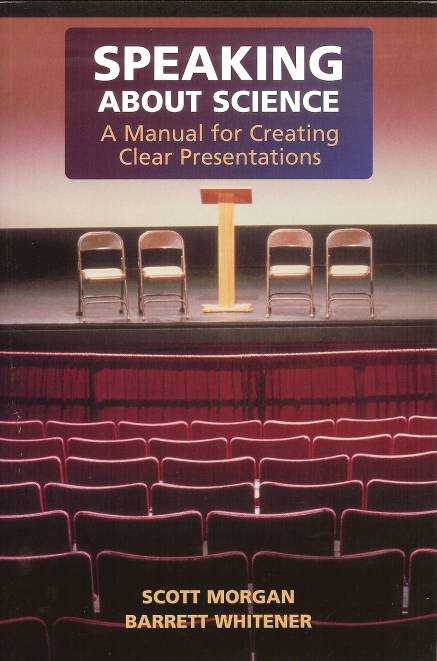 SPEAKING
ABOUT SCIENCE
A Manual for Creating
Clear Presentations
SCOTT MORGAN
BARRETT WHITENER